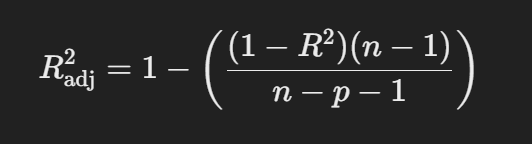 R²_adj = 1 − ( (1 − R²)(n − 1) / n − p − 1 )